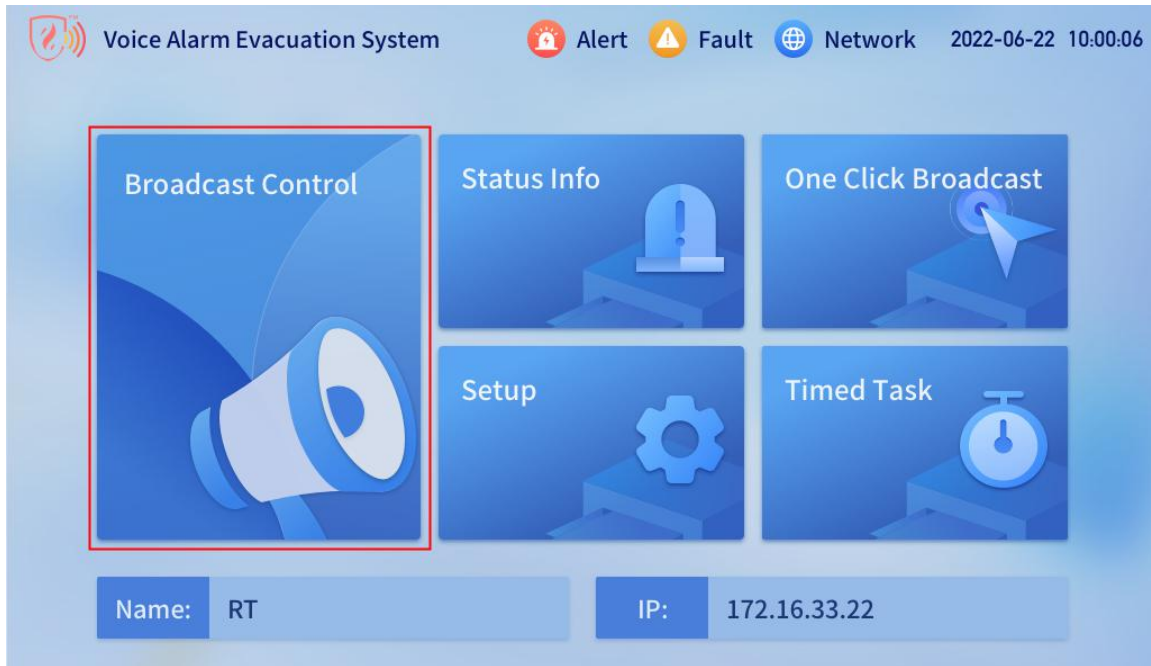 Voice Alarm Evacuation System Alert Fault Network 2022-06-22 10:00:06
Broadcast Control
Status Info
One Click Broadcast
Setup
Timed Task
Name: RT
IP: 172.16.33.22